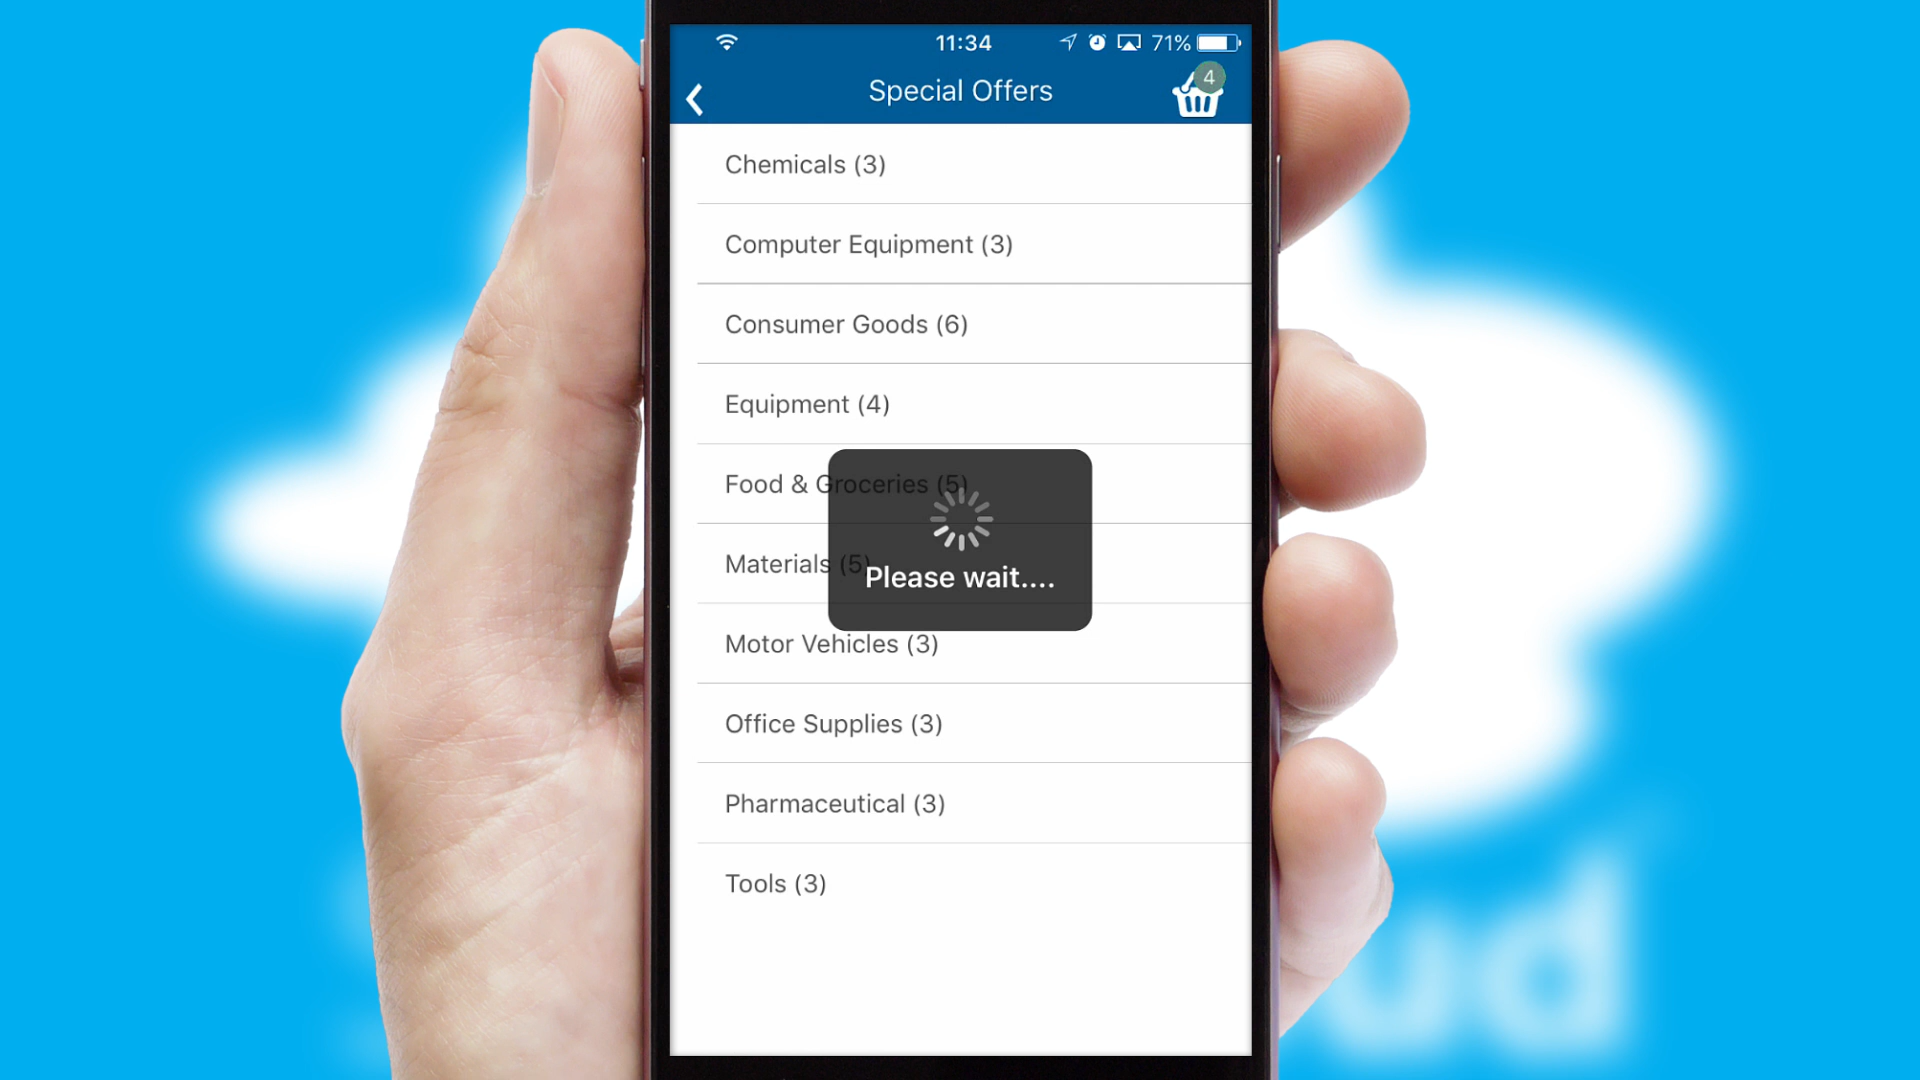 11:34 71%
Special Offers 4
Chemicals (3)
Computer Equipment (3)
Consumer Goods (6)
Equipment (4)
Food & Groceries (5)
Materials (5)
Please wait....
Motor Vehicles (3)
Office Supplies (3)
Pharmaceutical (3)
Tools (3)